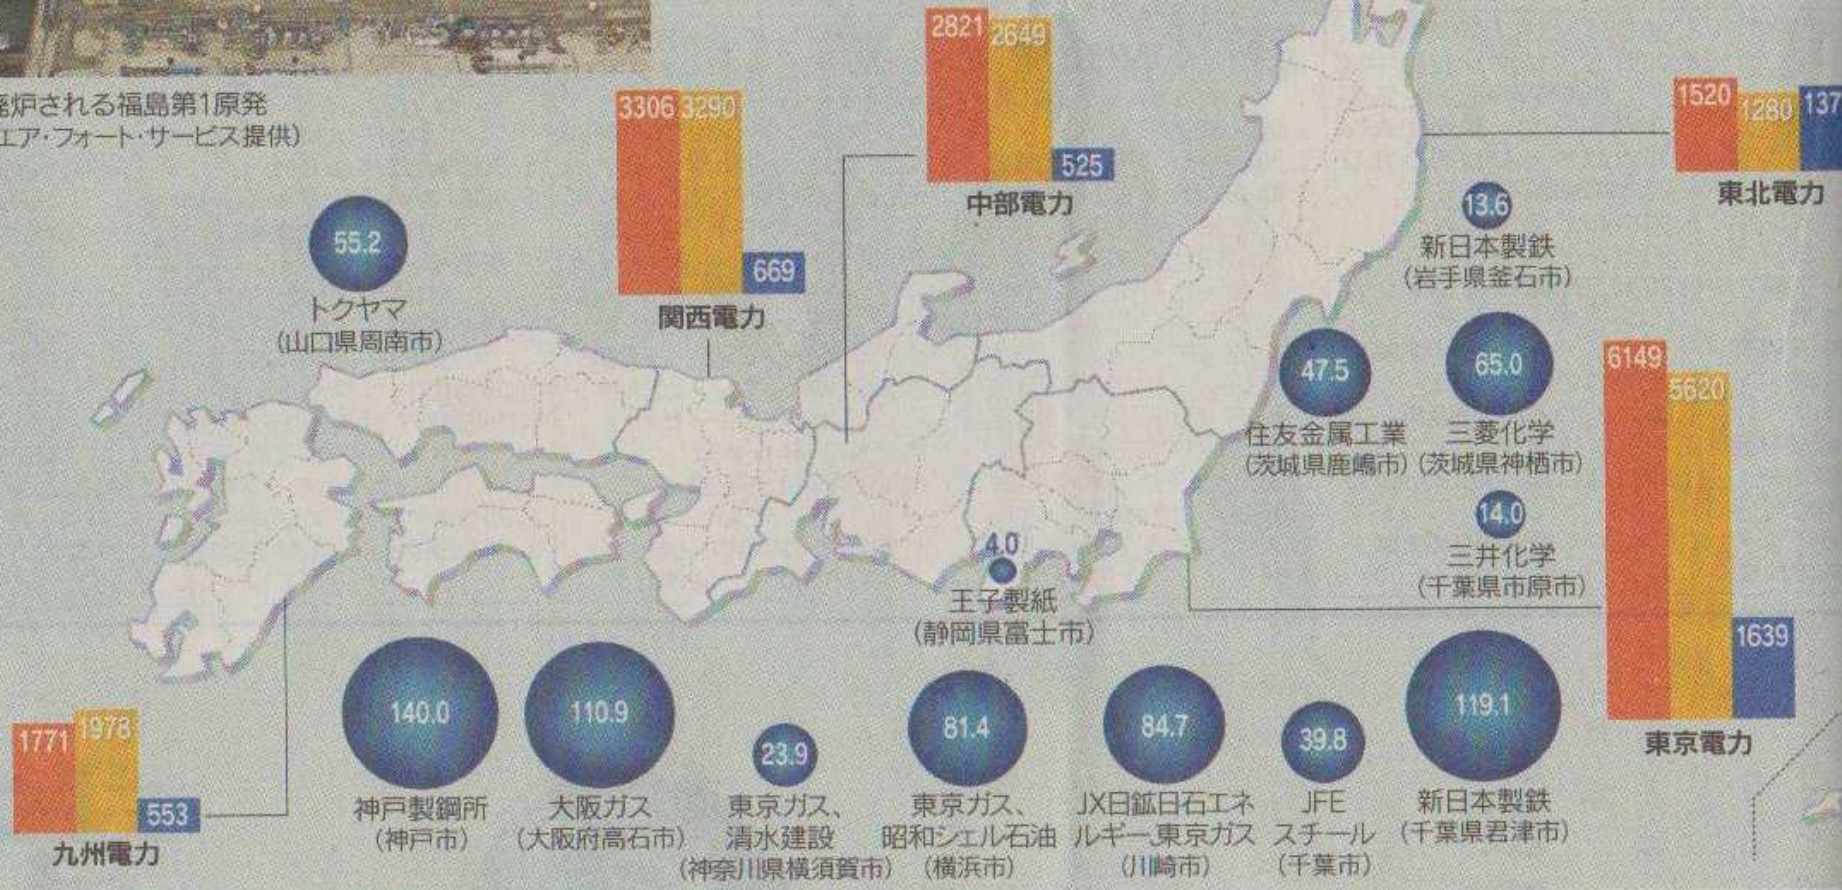 廃炉される福島第1原発
エア・フォート・サービス提供）
2821
2649
525
中部電力
3306
3290
669
関西電力
1520
1280
137
東北電力
55.2
トクヤマ
（山口県周南市）
13.6
新日本製鉄
（岩手県釜石市）
47.5
住友金属工業
（茨城県鹿嶋市）
65.0
三菱化学
（茨城県神栖市）
14.0
三井化学
（千葉県市原市）
6149
5620
1639
東京電力
4.0
王子製紙
（静岡県富士市）
1771
1978
553
九州電力
140.0
神戸製鋼所
（神戸市）
110.9
大阪ガス
（大阪府高石市）
23.9
東京ガス、
清水建設
（神奈川県横須賀市）
81.4
東京ガス、
昭和シェル石油
（横浜市）
84.7
JX日鉱日石エネ
ルギー、東京ガス
（川崎市）
39.8
JFE
スチール
（千葉市）
119.1
新日本製鉄
（千葉県君津市）